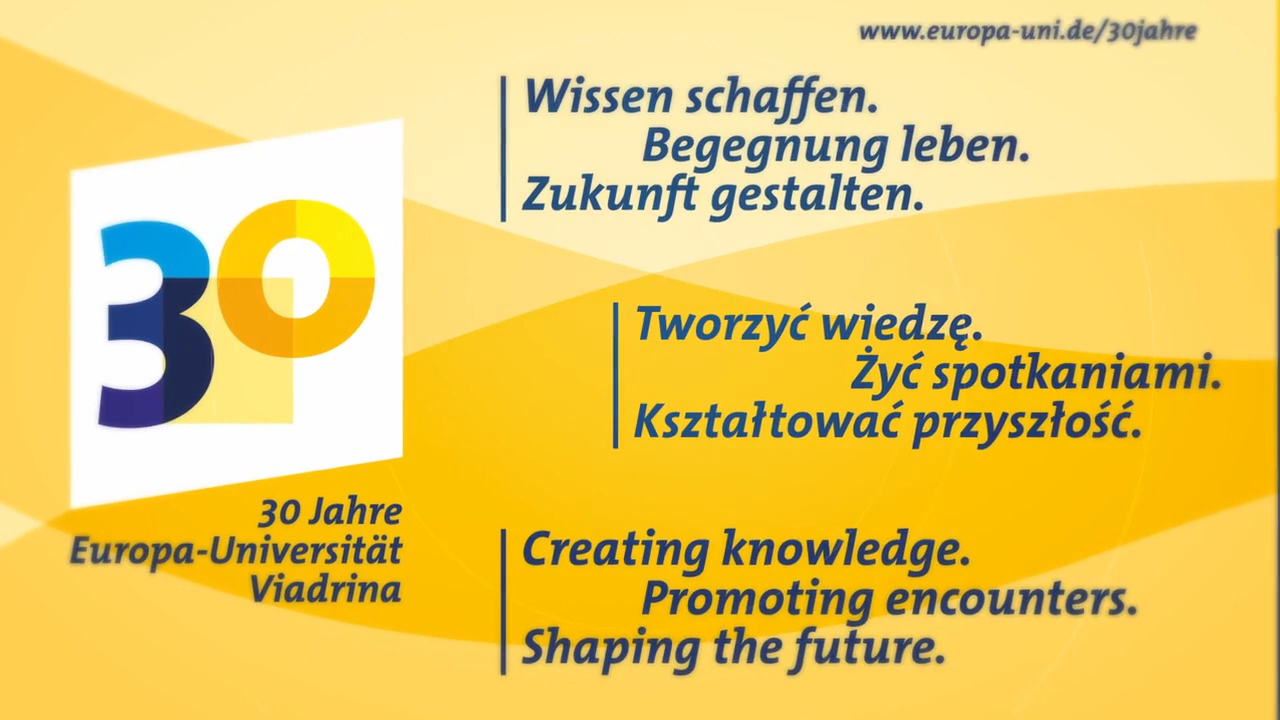 www.europa-uni.de/30jahre
Wissen schaffen.
Begegnung leben.
Zukunft gestalten.
30
Tworzyć wiedzę.
Żyć spotkaniami.
Kształtować przyszłość.
30 Jahre
Europa-Universität
Viadrina
Creating knowledge.
Promoting encounters.
Shaping the future.